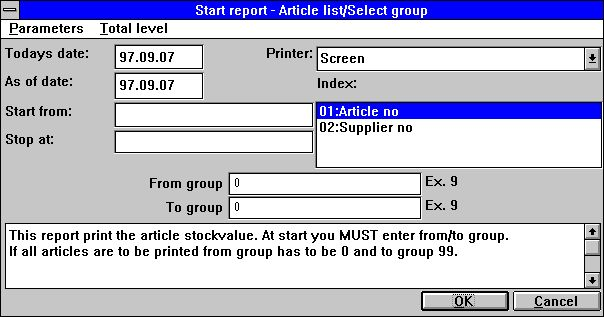 Start report - Article list/Select group
Parameters Total level
Todays date: 97.09.07 Printer: Screen
As of date: 97.09.07 Index:
Start from: 01:Article no
Stop at: 02:Supplier no
From group 0 Ex. 9
To group 0 Ex. 9
This report print the article stockvalue. At start you MUST enter from/to group.
If all articles are to be printed from group has to be 0 and to group 99.
OK Cancel